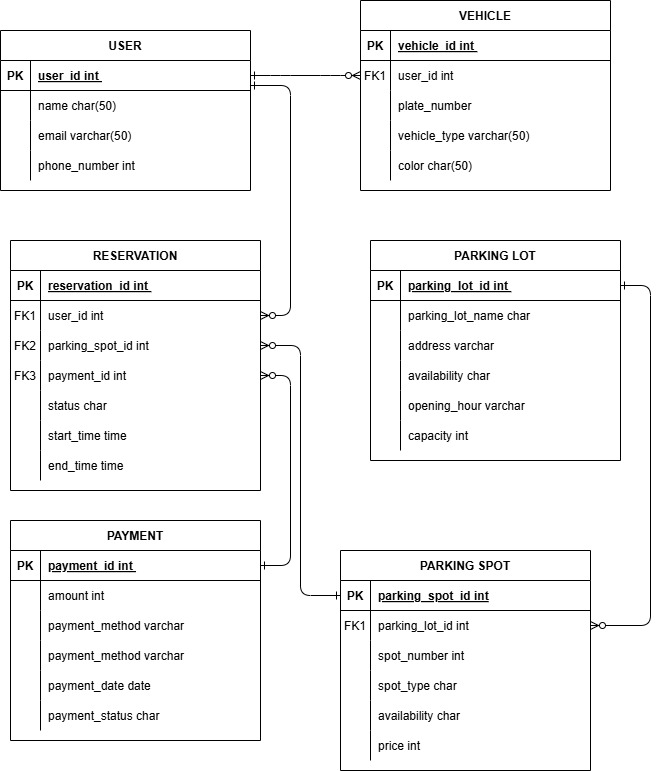 USER
PK user_id int
name char(50)
email varchar(50)
phone_number int
VEHICLE
PK vehicle_id int
FK1 user_id int
plate_number
vehicle_type varchar(50)
color char(50)
RESERVATION
PK reservation_id int
FK1 user_id int
FK2 parking_spot_id int
FK3 payment_id int
status char
start_time time
end_time time
PARKING LOT
PK parking_lot_id int
parking_lot_name char
address varchar
availability char
opening_hour varchar
capacity int
PAYMENT
PK payment_id int
amount int
payment_method varchar
payment_method varchar
payment_date date
payment_status char
PARKING SPOT
PK parking_spot_id int
FK1 parking_lot_id int
spot_number int
spot_type char
availability char
price int